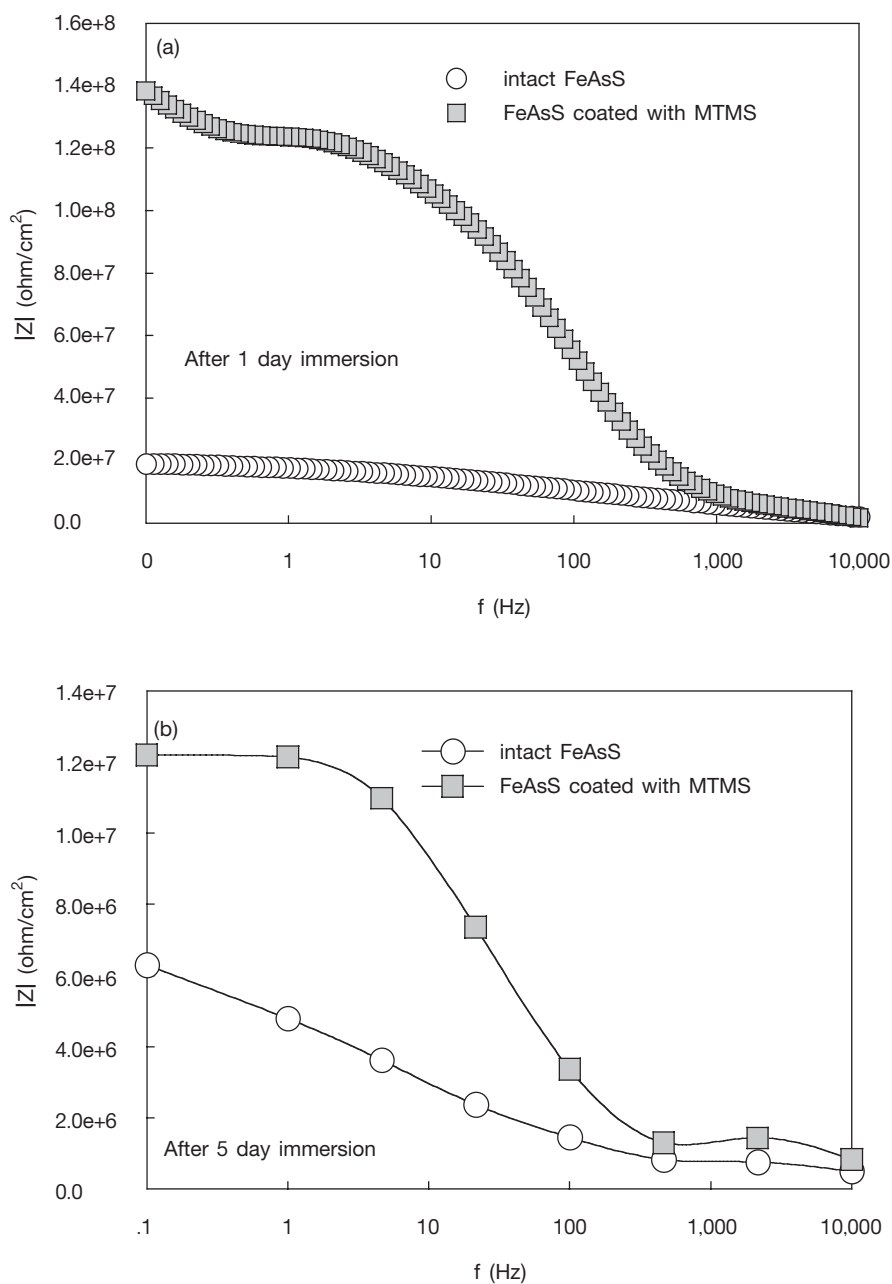 1.6e+8
(a)
1.4e+8
1.2e+8
1.0e+8
8.0e+7
6.0e+7
4.0e+7
2.0e+7
0.0
|Z| (ohm/cm²)
intact FeAsS
FeAsS coated with MTMS
After 1 day immersion
0 1 10 100 1,000 10,000
f (Hz)
1.4e+7
(b)
1.2e+7
1.0e+7
8.0e+6
6.0e+6
4.0e+6
2.0e+6
0.0
|Z| (ohm/cm²)
intact FeAsS
FeAsS coated with MTMS
After 5 day immersion
.1 1 10 100 1,000 10,000
f (Hz)